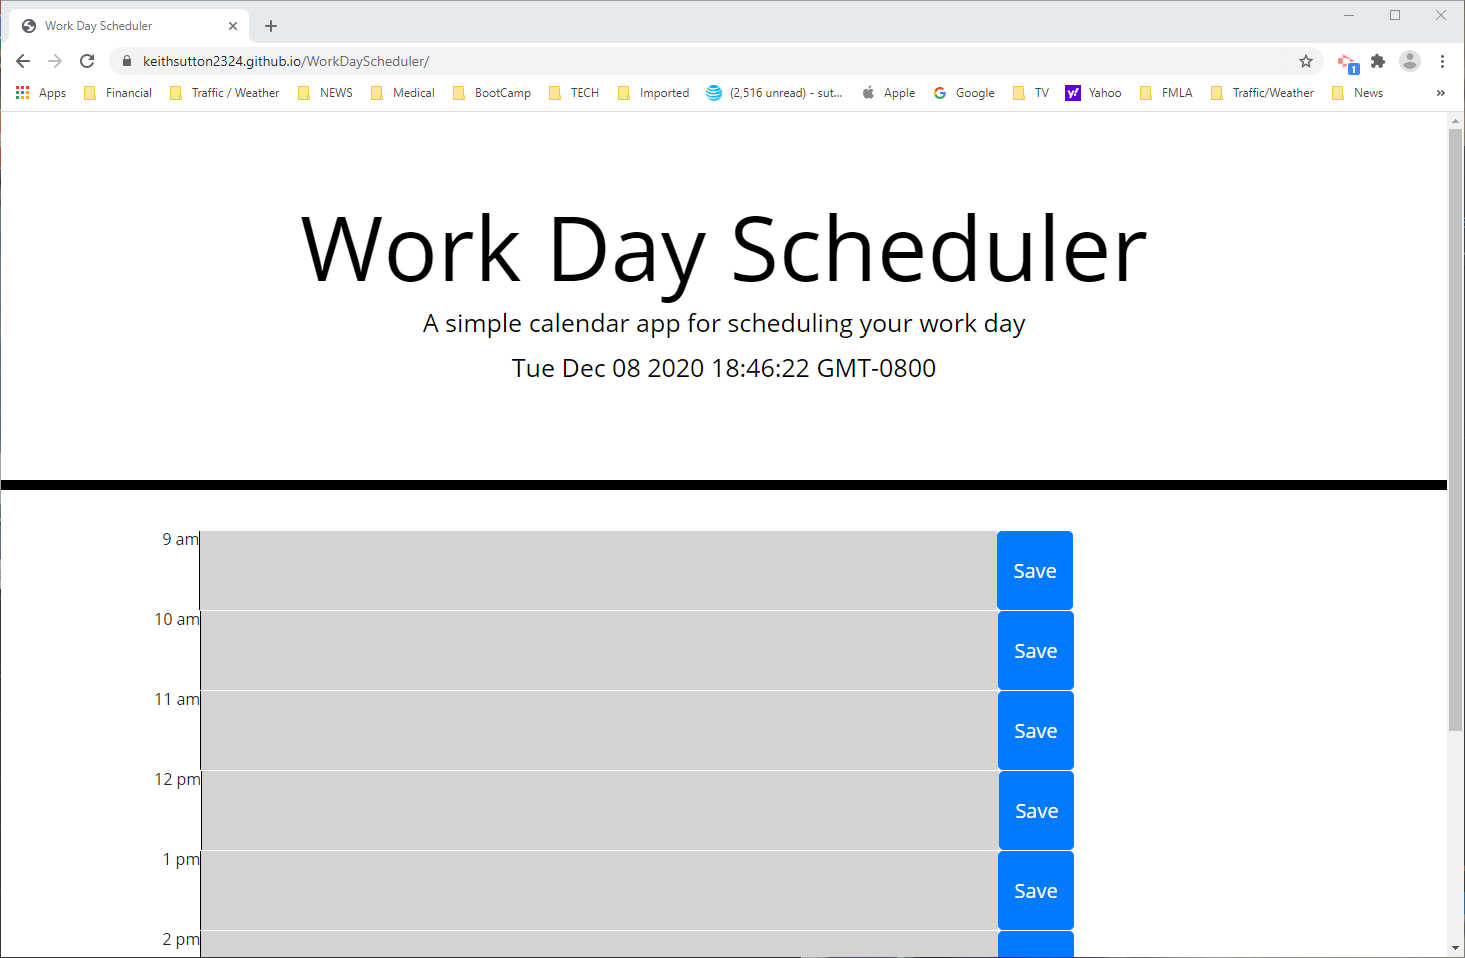 Work Day Scheduler
keithsutton2324.github.io/WorkDayScheduler/
1
Apps Financial Traffic / Weather NEWS Medical BootCamp TECH Imported (2,516 unread) - sut... Apple Google TV y! Yahoo FMLA Traffic/Weather News »
Work Day Scheduler
A simple calendar app for scheduling your work day
Tue Dec 08 2020 18:46:22 GMT-0800
9 am Save
10 am Save
11 am Save
12 pm Save
1 pm Save
2 pm